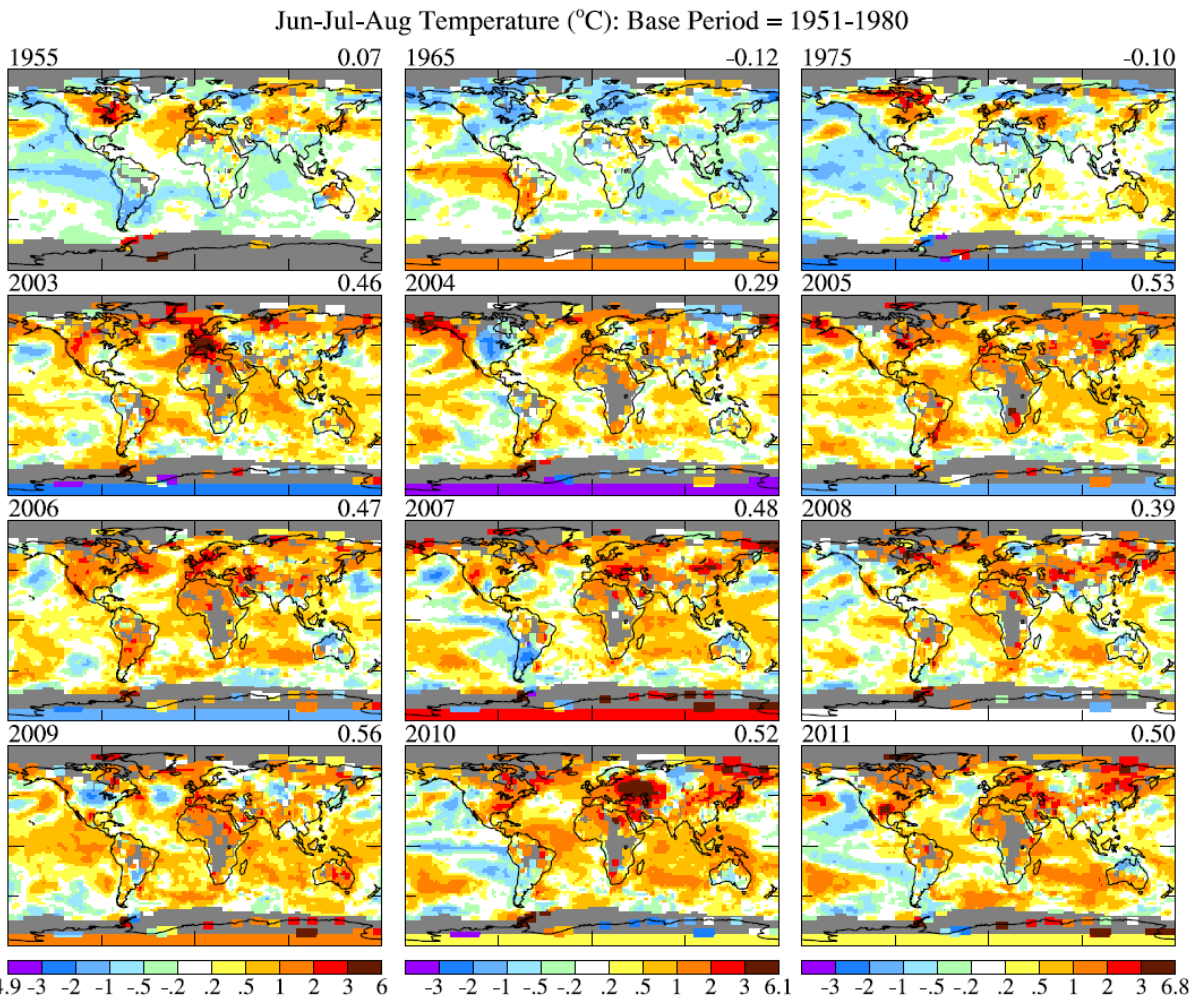 Jun-Jul-Aug Temperature (°C): Base Period = 1951-1980
1955 0.07 1965 -0.12 1975 -0.10
2003 0.46 2004 0.29 2005 0.53
2006 0.47 2007 0.48 2008 0.39
2009 0.56 2010 0.52 2011 0.50
4.9 -3 -2 -1 -.5 -.2 .2 .5 1 2 3 6 -3 -2 -1 -.5 -.2 .2 .5 1 2 3 6.1 -3 -2 -1 -.5 -.2 .2 .5 1 2 3 6.8